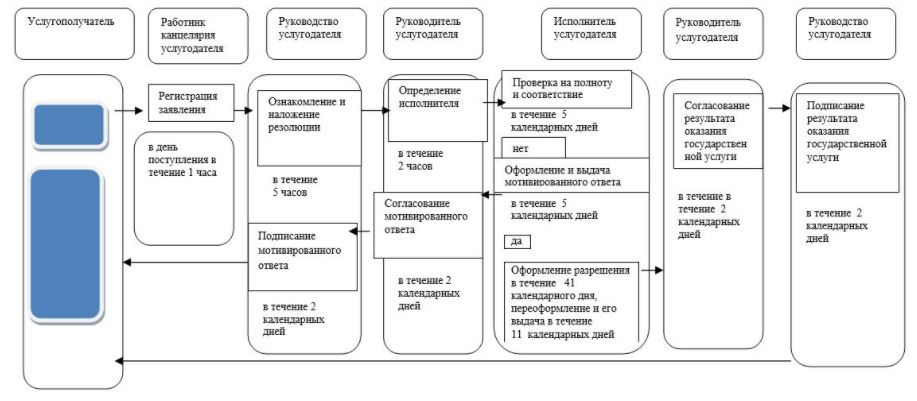 Услугополучатель
Работник
канцелярия
услугодателя
Руководство
услугодателя
Руководитель
услугодателя
Исполнитель
услугодателя
Руководитель
услугодателя
Руководство
услугодателя
Регистрация
заявления
в день
поступления в
течение 1 часа
Ознакомление и
наложение
резолюции
в течение
5 часов
Подписание
мотивированного
ответа
в течение 2
календарных
дней
Определение
исполнителя
в течение
2 часов
Согласование
мотивированного
ответа
в течение 2
календарных
дней
Проверка на полноту
и соответствие
в течение 5
календарных дней
нет
Оформление и выдача
мотивированного ответа
в течение 5
календарных дней
да
Оформление разрешения
в течение 41
календарного дня,
переоформление и его
выдача в течение
11 календарных дней
Согласование
результата
оказания
государствен
ной услуги
в течение в
течение 2
календарных
дней
Подписание
результата
оказания
государственной
услуги
в течение 2
календарных
дней